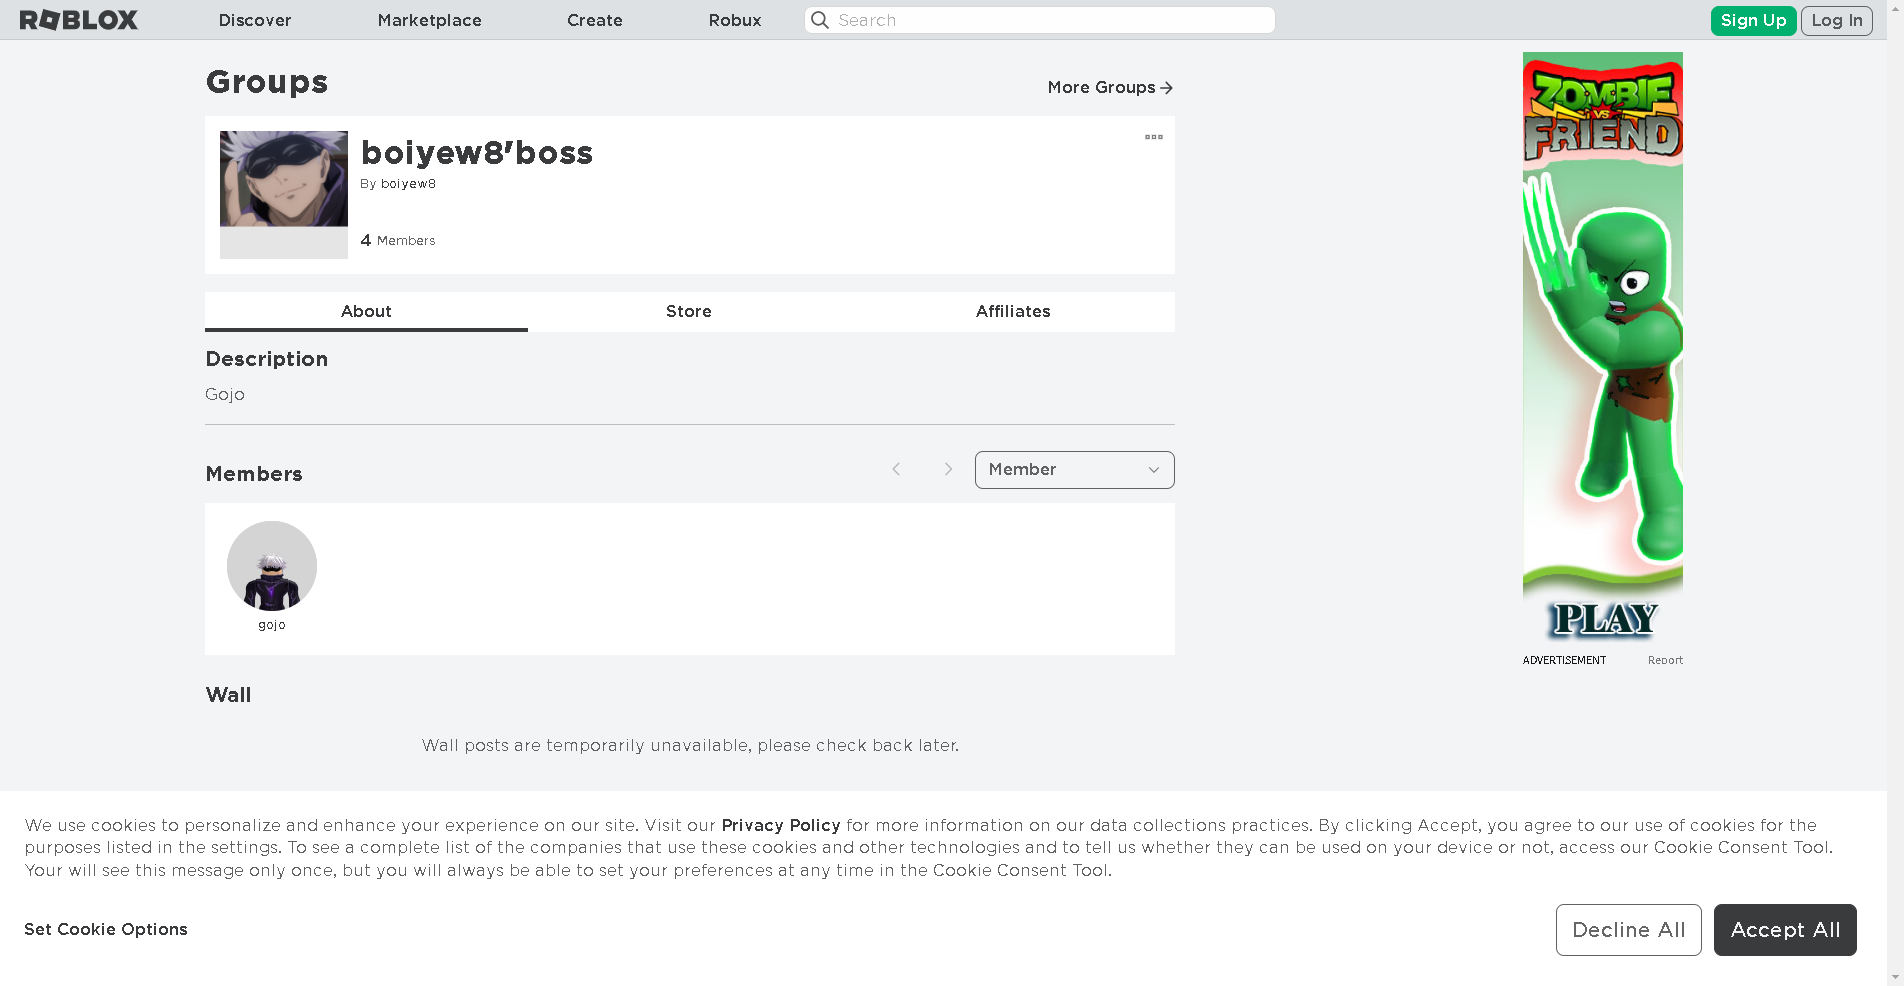 ROBLOX
Discover
Marketplace
Create
Robux
Search
Sign Up
Log In
Groups
More Groups
boiyew8'boss
By boiyew8
4 Members
About
Store
Affiliates
Description
Gojo
Members
Member
gojo
Wall
Wall posts are temporarily unavailable, please check back later.
ZOMBIE
VS
FRIEND
PLAY
ADVERTISEMENT
Report
We use cookies to personalize and enhance your experience on our site. Visit our Privacy Policy for more information on our data collections practices. By clicking Accept, you agree to our use of cookies for the
purposes listed in the settings. To see a complete list of the companies that use these cookies and other technologies and to tell us whether they can be used on your device or not, access our Cookie Consent Tool.
Your will see this message only once, but you will always be able to set your preferences at any time in the Cookie Consent Tool.
Set Cookie Options
Decline All
Accept All